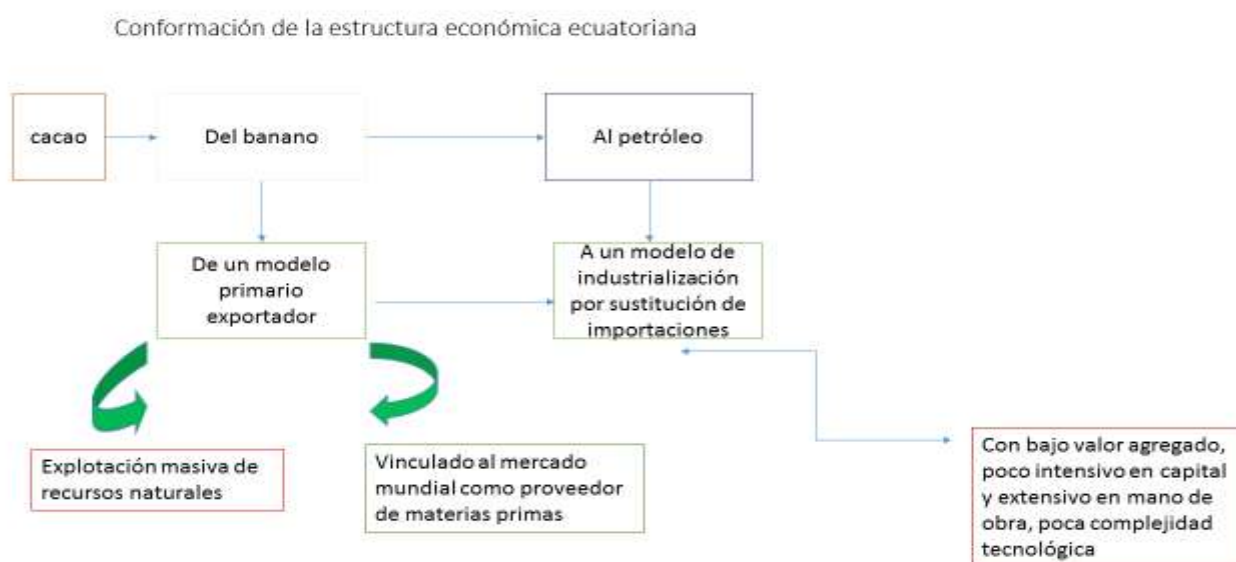 Conformación de la estructura económica ecuatoriana
cacao
Del banano
Al petróleo
De un modelo
primario
exportador
A un modelo de
industrialización
por sustitución de
importaciones
Explotación masiva de
recursos naturales
Vinculado al mercado
mundial como proveedor
de materias primas
Con bajo valor agregado,
poco intensivo en capital
y extensivo en mano de
obra, poca complejidad
tecnológica